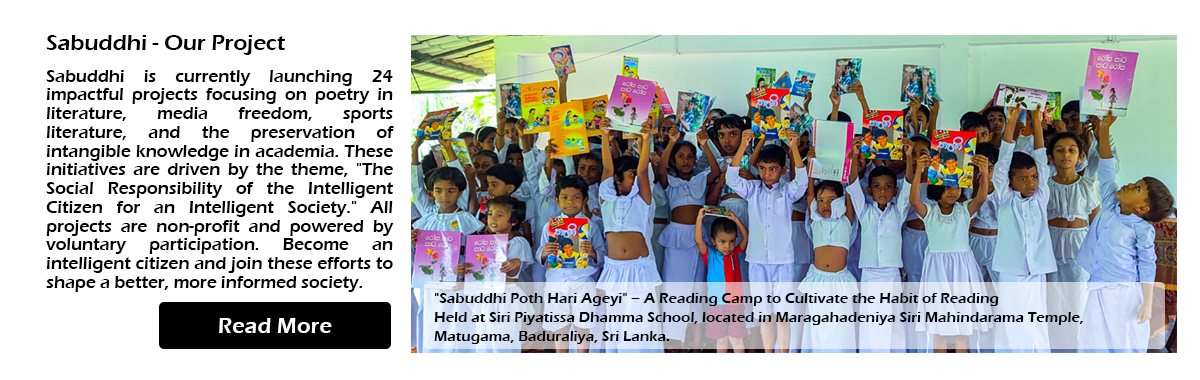 Sabuddhi - Our Project
Sabuddhi is currently launching 24
impactful projects focusing on poetry in
literature, media freedom, sports
literature, and the preservation of
intangible knowledge in academia. These
initiatives are driven by the theme, "The
Social Responsibility of the Intelligent
Citizen for an Intelligent Society." All
projects are non-profit and powered by
voluntary participation. Become an
intelligent citizen and join these efforts to
shape a better, more informed society.
Read More
රෝස පාට
පාට රෝස
රෝස පාට
පාට රෝස
රෝස පාට
පාට රෝස
රෝස පාට
පාට රෝස
"Sabuddhi Poth Hari Ageyi" – A Reading Camp to Cultivate the Habit of Reading
Held at Siri Piyatissa Dhamma School, located in Maragahadeniya Siri Mahindarama Temple,
Matugama, Baduraliya, Sri Lanka.